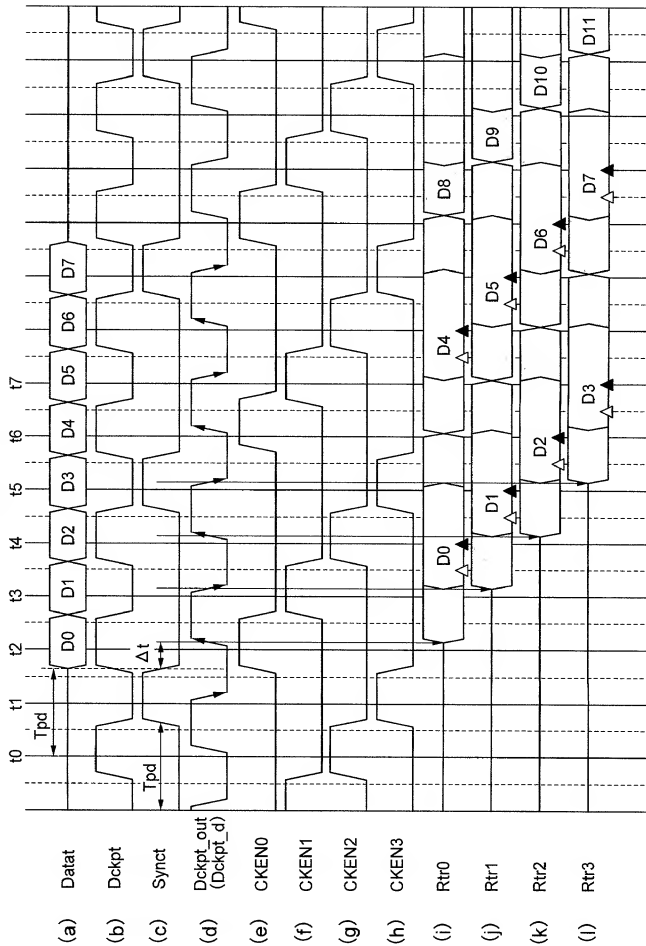 t0 t1 t2 t3 t4 t5 t6 t7
Tpd
(a) Datat D0 D1 D2 D3 D4 D5 D6 D7
(b) Dckpt
Δt
(c) Synct
Tpd
(d) Dckpt_out
(Dckpt_d)
(e) CKEN0
(f) CKEN1
(g) CKEN2
(h) CKEN3
(i) Rtr0 D0 D4 D8
(j) Rtr1 D1 D5 D9
(k) Rtr2 D2 D6 D10
(l) Rtr3 D3 D7 D11